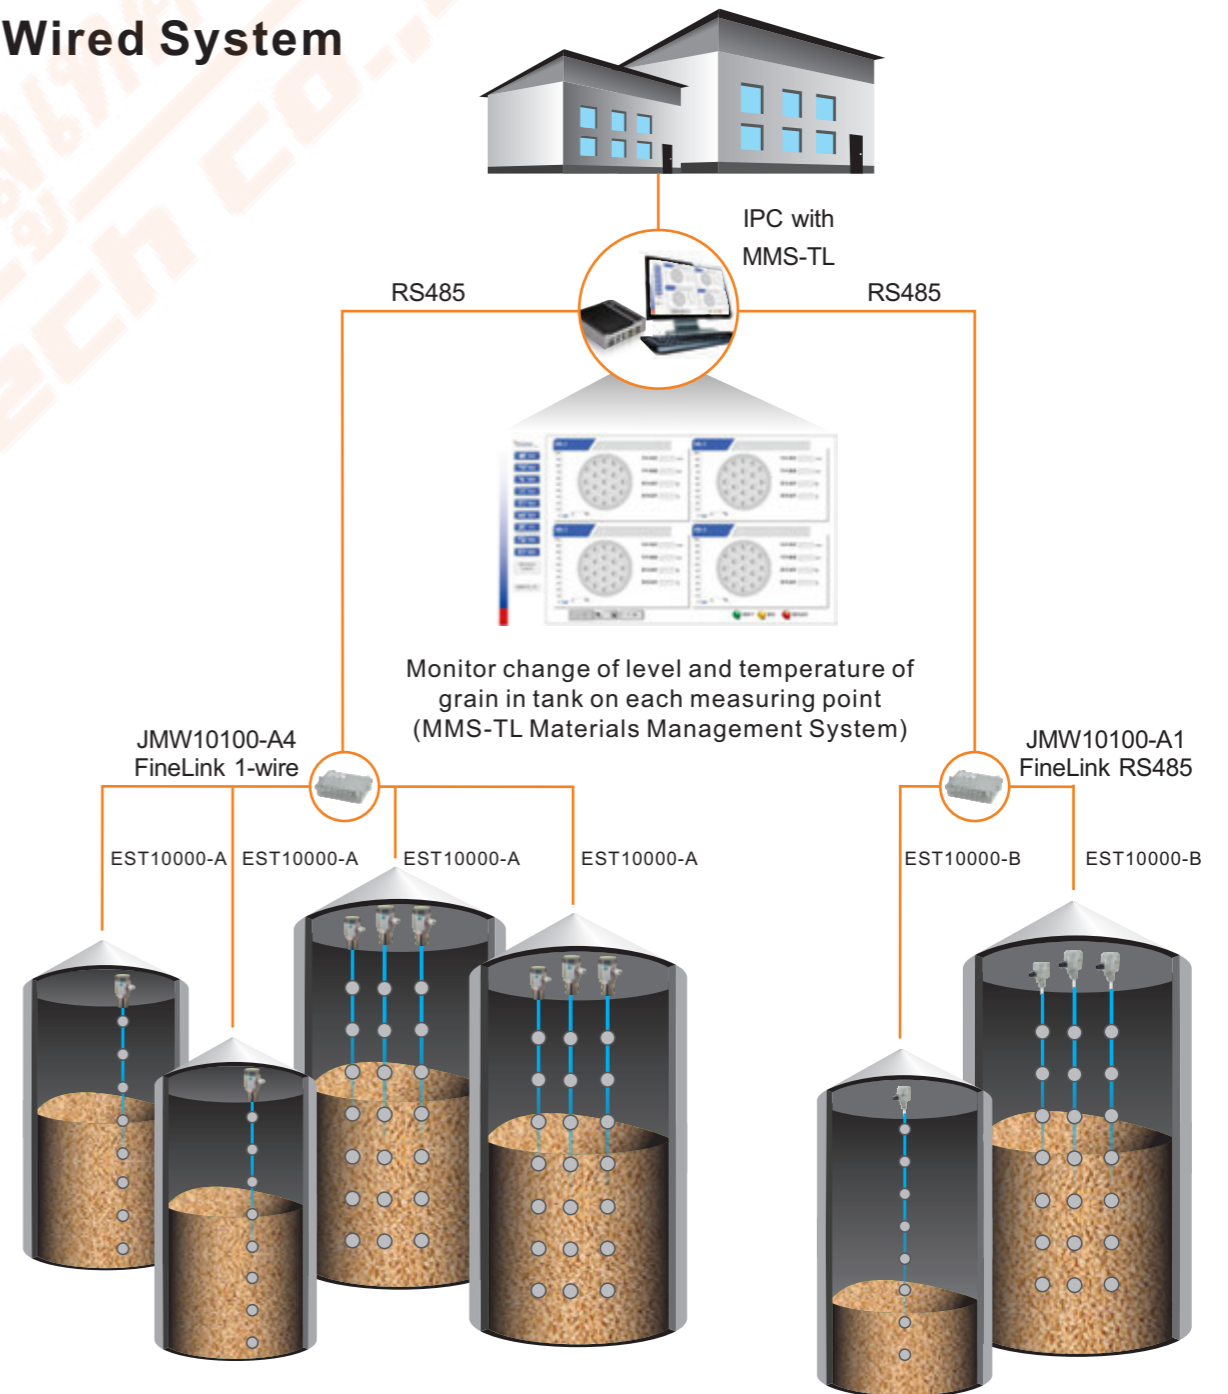 Wired System
IPC with
MMS-TL
RS485
RS485
Monitor change of level and temperature of
grain in tank on each measuring point
(MMS-TL Materials Management System)
JMW10100-A4
FineLink 1-wire
JMW10100-A1
FineLink RS485
EST10000-A
EST10000-A
EST10000-A
EST10000-A
EST10000-B
EST10000-B